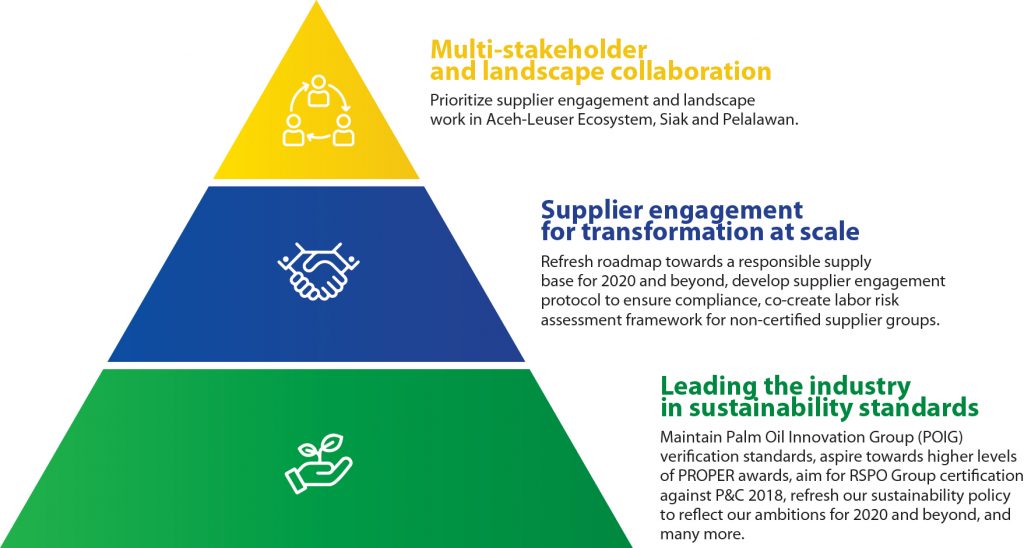 Multi-stakeholder
and landscape collaboration
Prioritize supplier engagement and landscape
work in Aceh-Leuser Ecosystem, Siak and Pelalawan.
Supplier engagement
for transformation at scale
Refresh roadmap towards a responsible supply
base for 2020 and beyond, develop supplier engagement
protocol to ensure compliance, co-create labor risk
assessment framework for non-certified supplier groups.
Leading the industry
in sustainability standards
Maintain Palm Oil Innovation Group (POIG)
verification standards, aspire towards higher levels
of PROPER awards, aim for RSPO Group certification
against P&C 2018, refresh our sustainability policy
to reflect our ambitions for 2020 and beyond, and
many more.